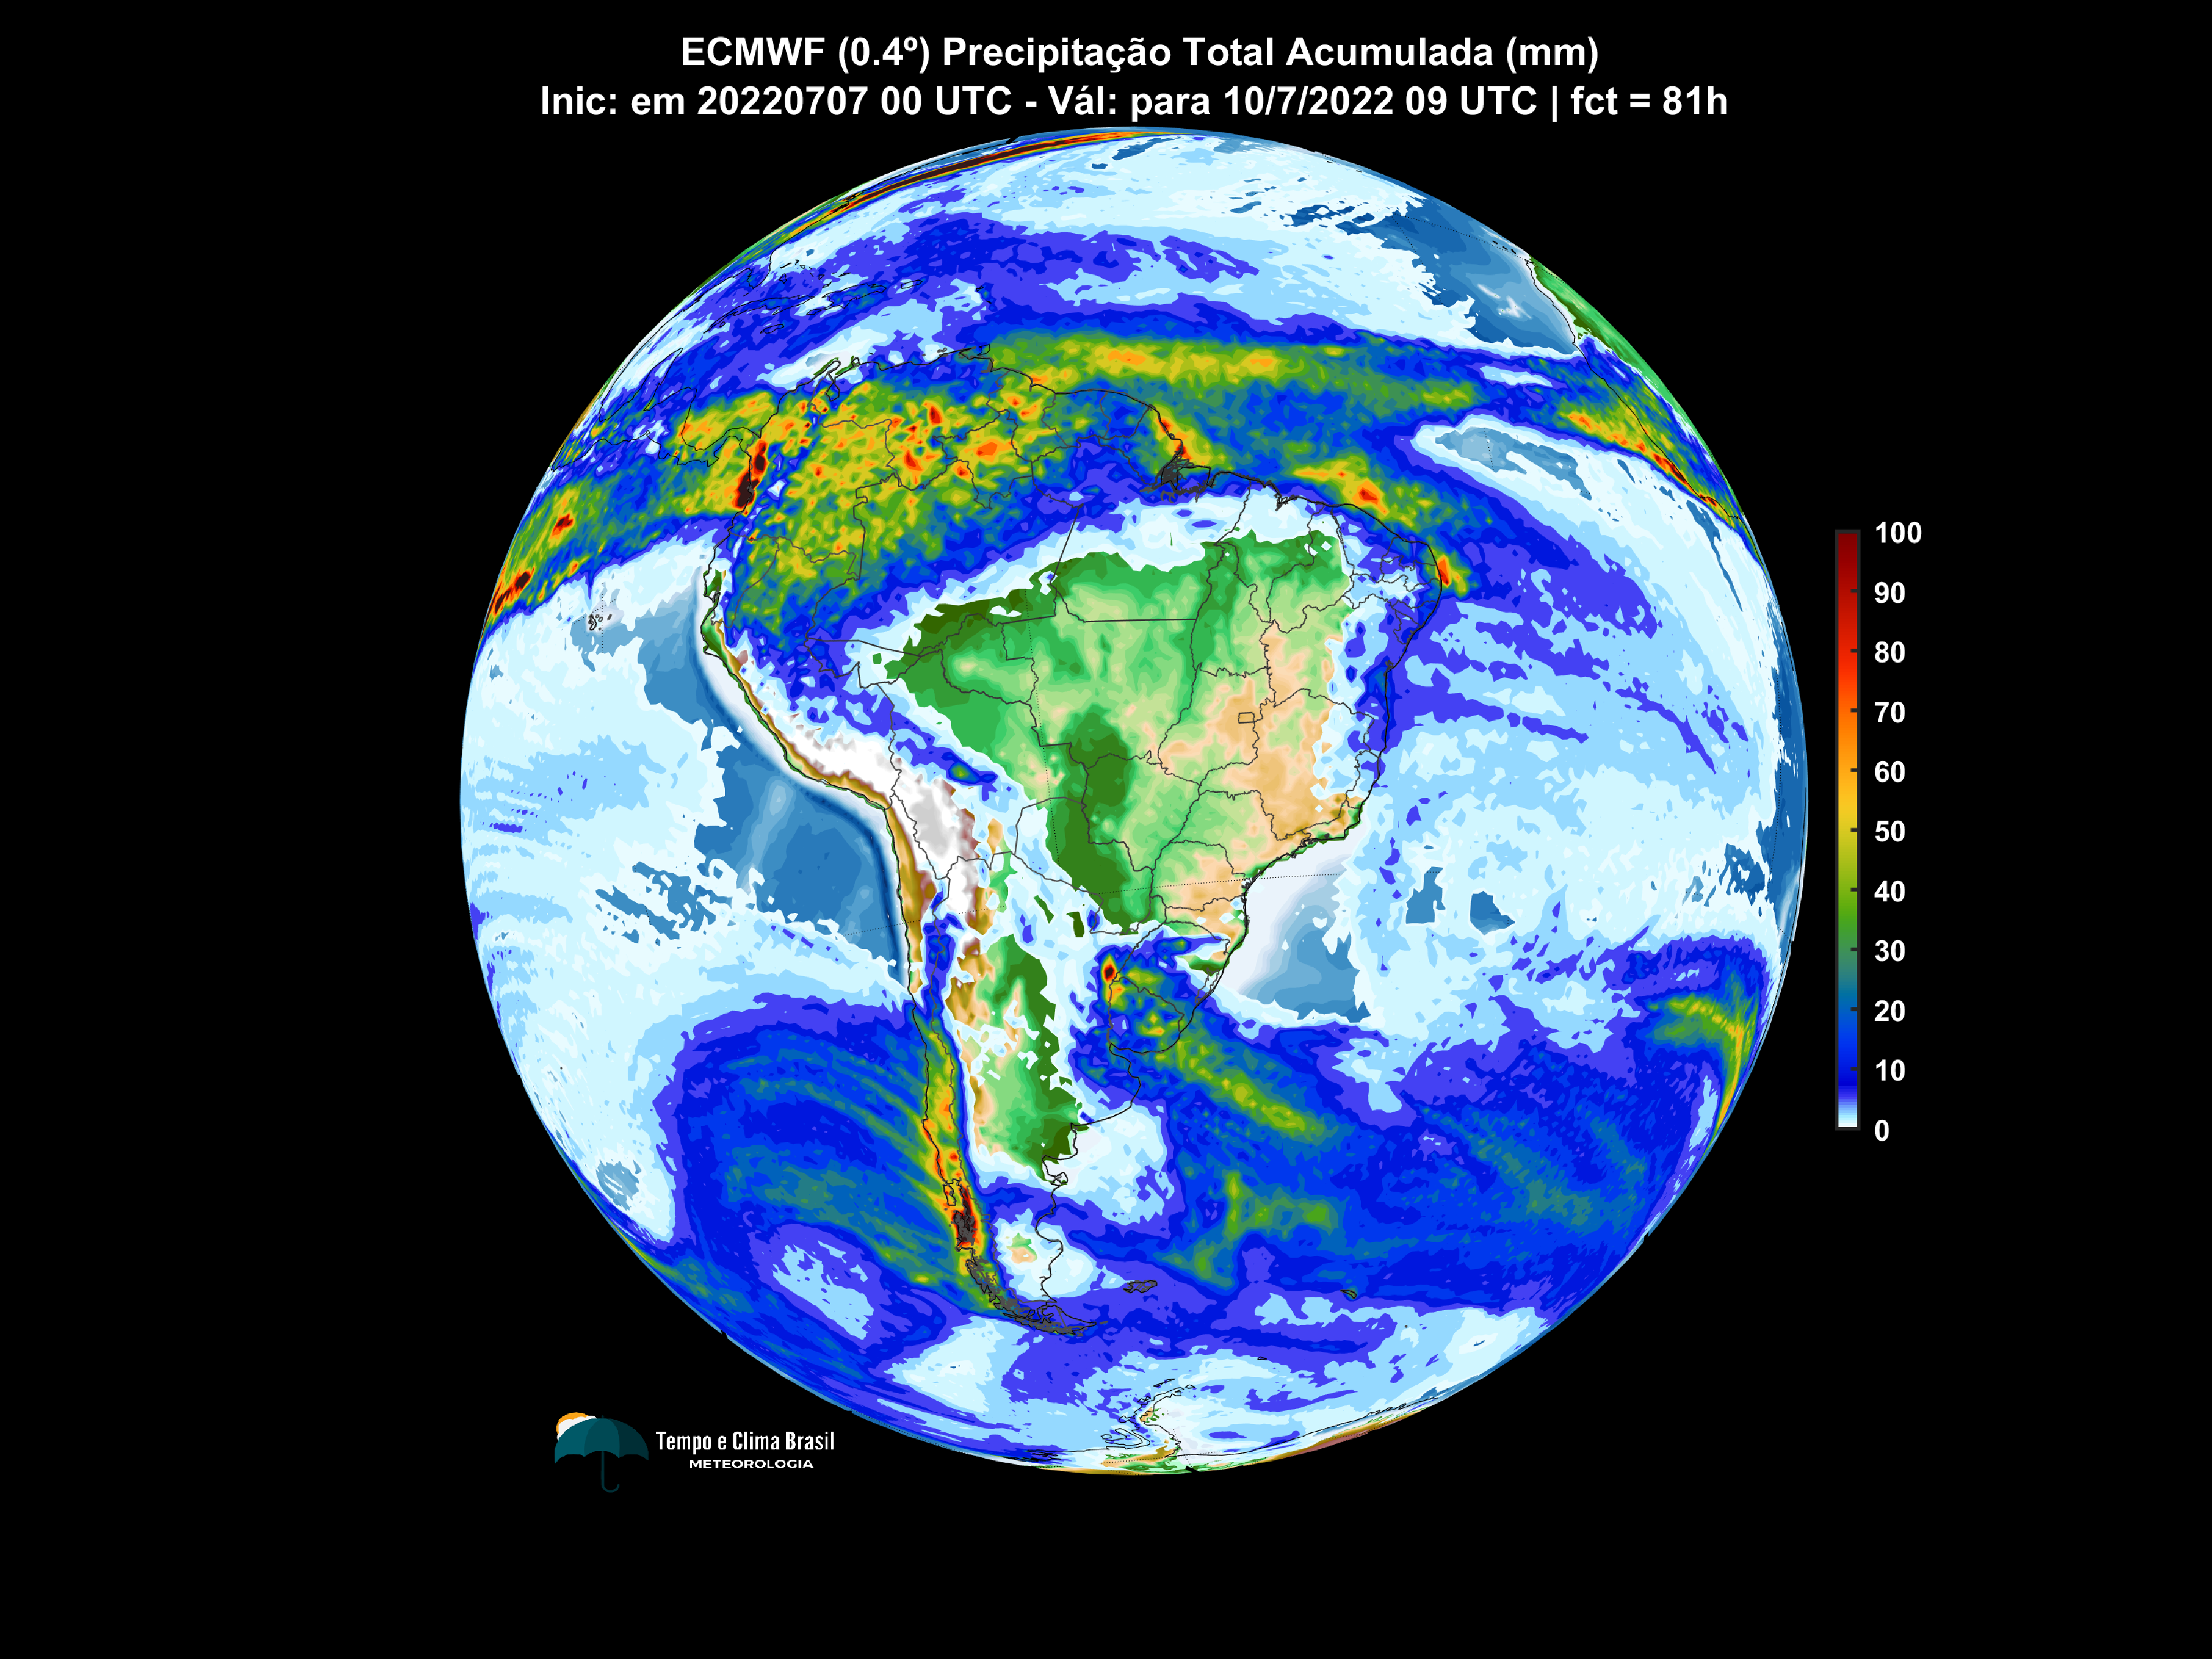 ECMWF (0.4º) Precipitação Total Acumulada (mm)
Inic: em 20220707 00 UTC - Vál: para 10/7/2022 09 UTC | fct = 81h
100
90
80
70
60
50
40
30
20
10
0
Tempo e Clima Brasil
METEOROLOGIA